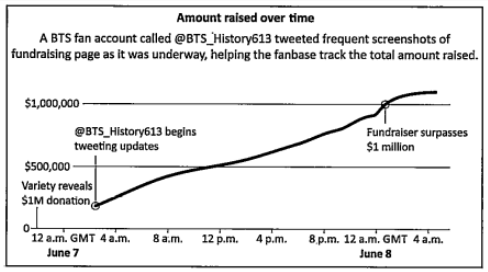 Amount raised over time
A BTS fan account called @BTS_History613 tweeted frequent screenshots of
fundraising page as it was underway, helping the fanbase track the total amount raised.
$1,000,000
@BTS_History613 begins
tweeting updates
Fundraiser surpasses
$1 million
$500,000
Variety reveals
$1M donation
0
12 a.m. GMT 4 a.m. 8 a.m. 12 p.m. 4 p.m. 8 p.m. 12 a.m. GMT 4 a.m.
June 7 June 8